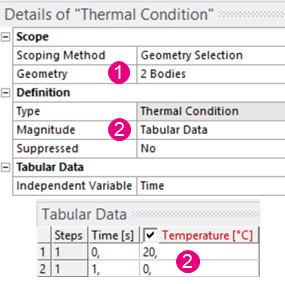 Details of "Thermal Condition"
Scope
Scoping Method Geometry Selection
Geometry 1 2 Bodies
Definition
Type Thermal Condition
Magnitude 2 Tabular Data
Suppressed No
Tabular Data
Independent Variable Time
Tabular Data
Steps Time [s] Temperature [°C]
1 1 0, 20,
2 1 1, 0,
2